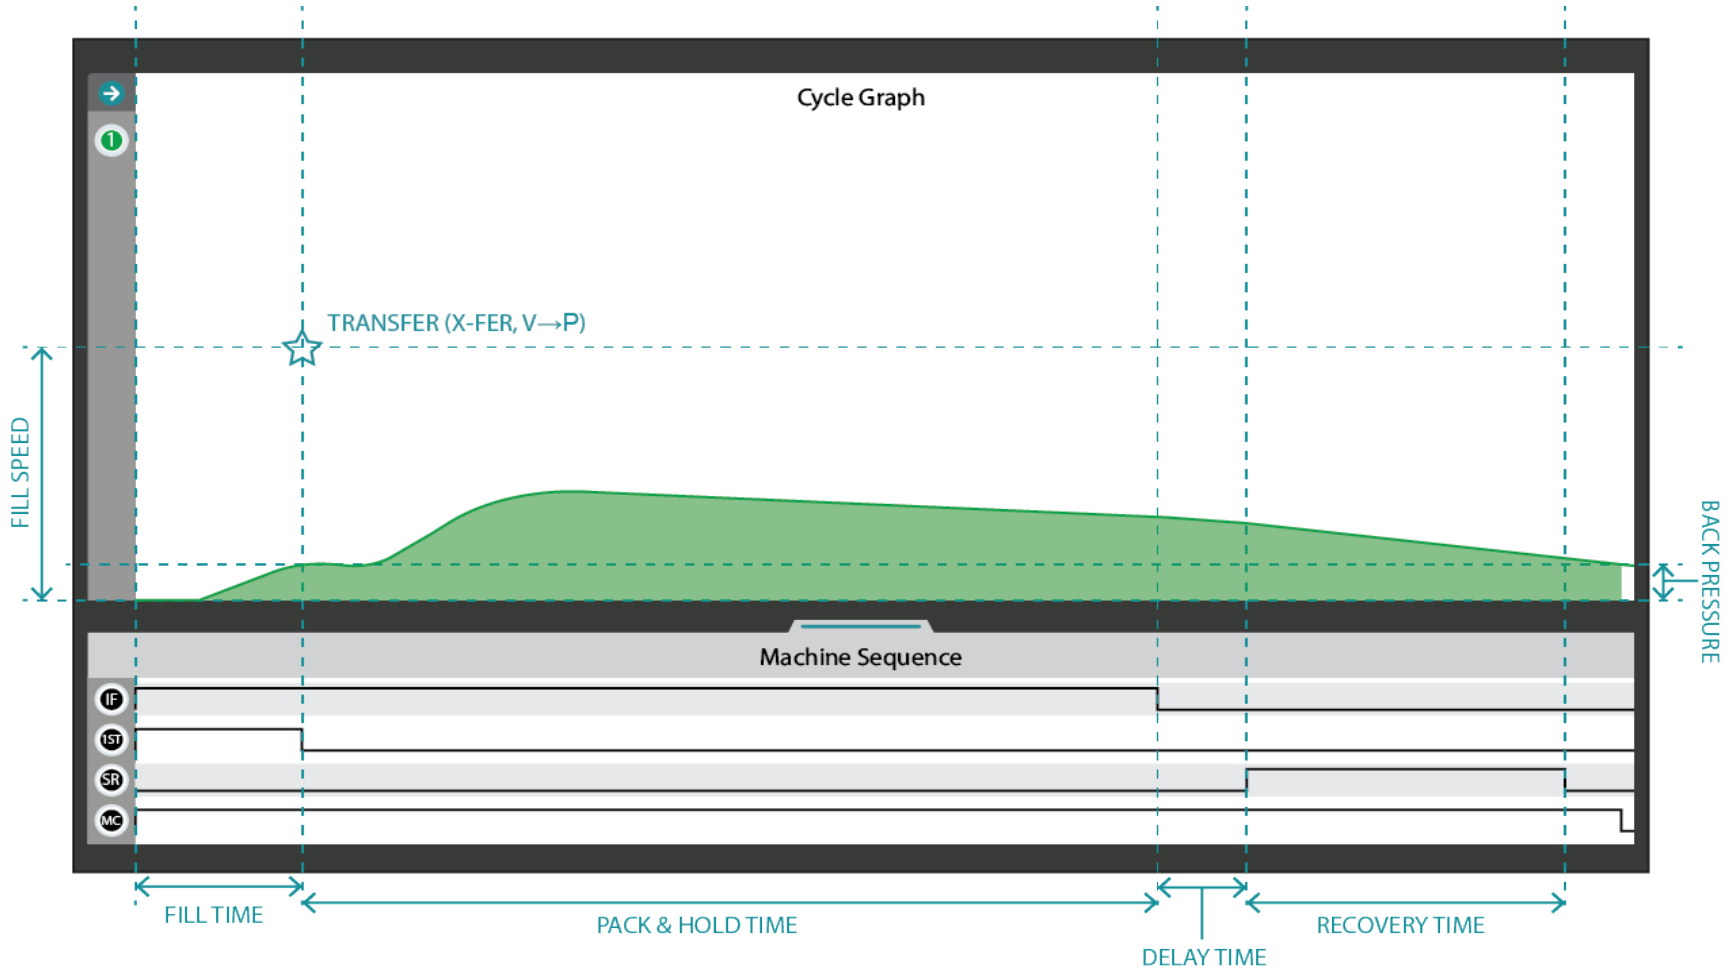 Cycle Graph
1
TRANSFER (X-FER, V→P)
FILL SPEED
BACK PRESSURE
Machine Sequence
IF
1ST
SR
MC
FILL TIME
PACK & HOLD TIME
RECOVERY TIME
DELAY TIME